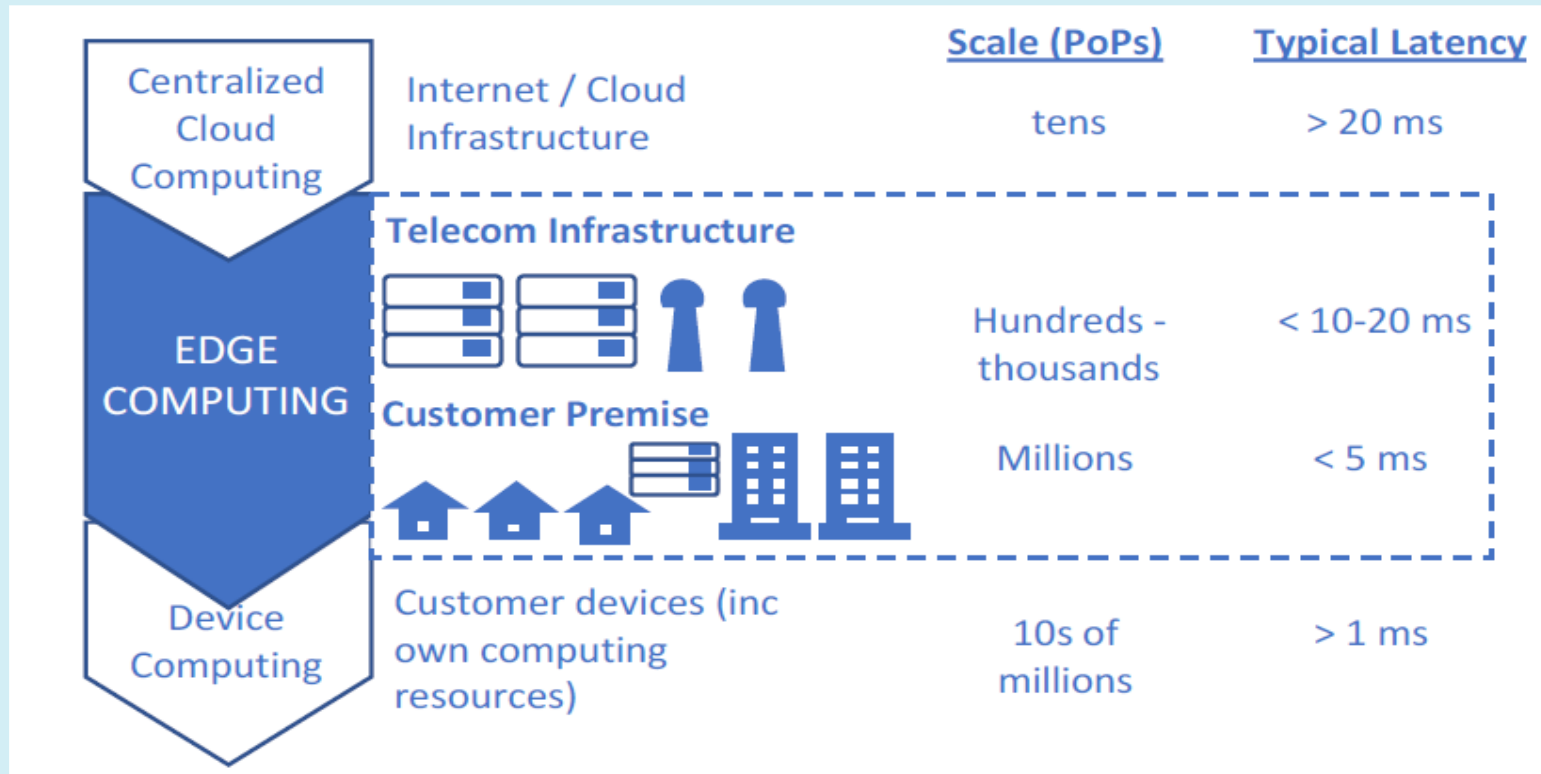 Scale (PoPs)
Typical Latency
Centralized
Cloud
Computing
Internet / Cloud
Infrastructure
tens
> 20 ms
Telecom Infrastructure
EDGE
COMPUTING
Hundreds -
thousands
< 10-20 ms
Customer Premise
Millions
< 5 ms
Device
Computing
Customer devices (inc
own computing
resources)
10s of
millions
> 1 ms